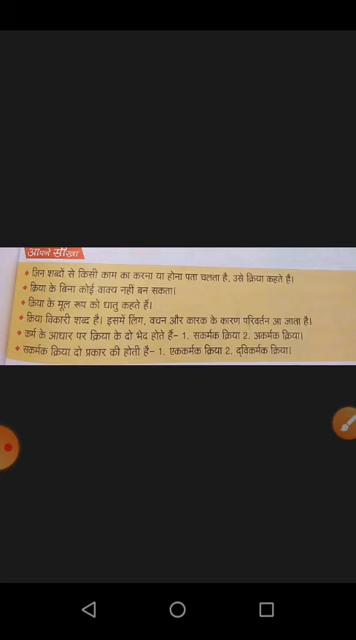 आपने सीखा
जिन शब्दों से किसी काम का करना या होना पता चलता है, उसे क्रिया कहते हैं।
क्रिया के बिना कोई वाक्य नहीं बन सकता।
क्रिया के मूल रूप को धातु कहते हैं।
क्रिया विकारी शब्द है। इसमें लिंग, वचन और कारक के कारण परिवर्तन आ जाता है।
कर्म के आधार पर क्रिया के दो भेद होते हैं– 1. सकर्मक क्रिया 2. अकर्मक क्रिया।
सकर्मक क्रिया दो प्रकार की होती है– 1. एककर्मक क्रिया 2. द्विकर्मक क्रिया।